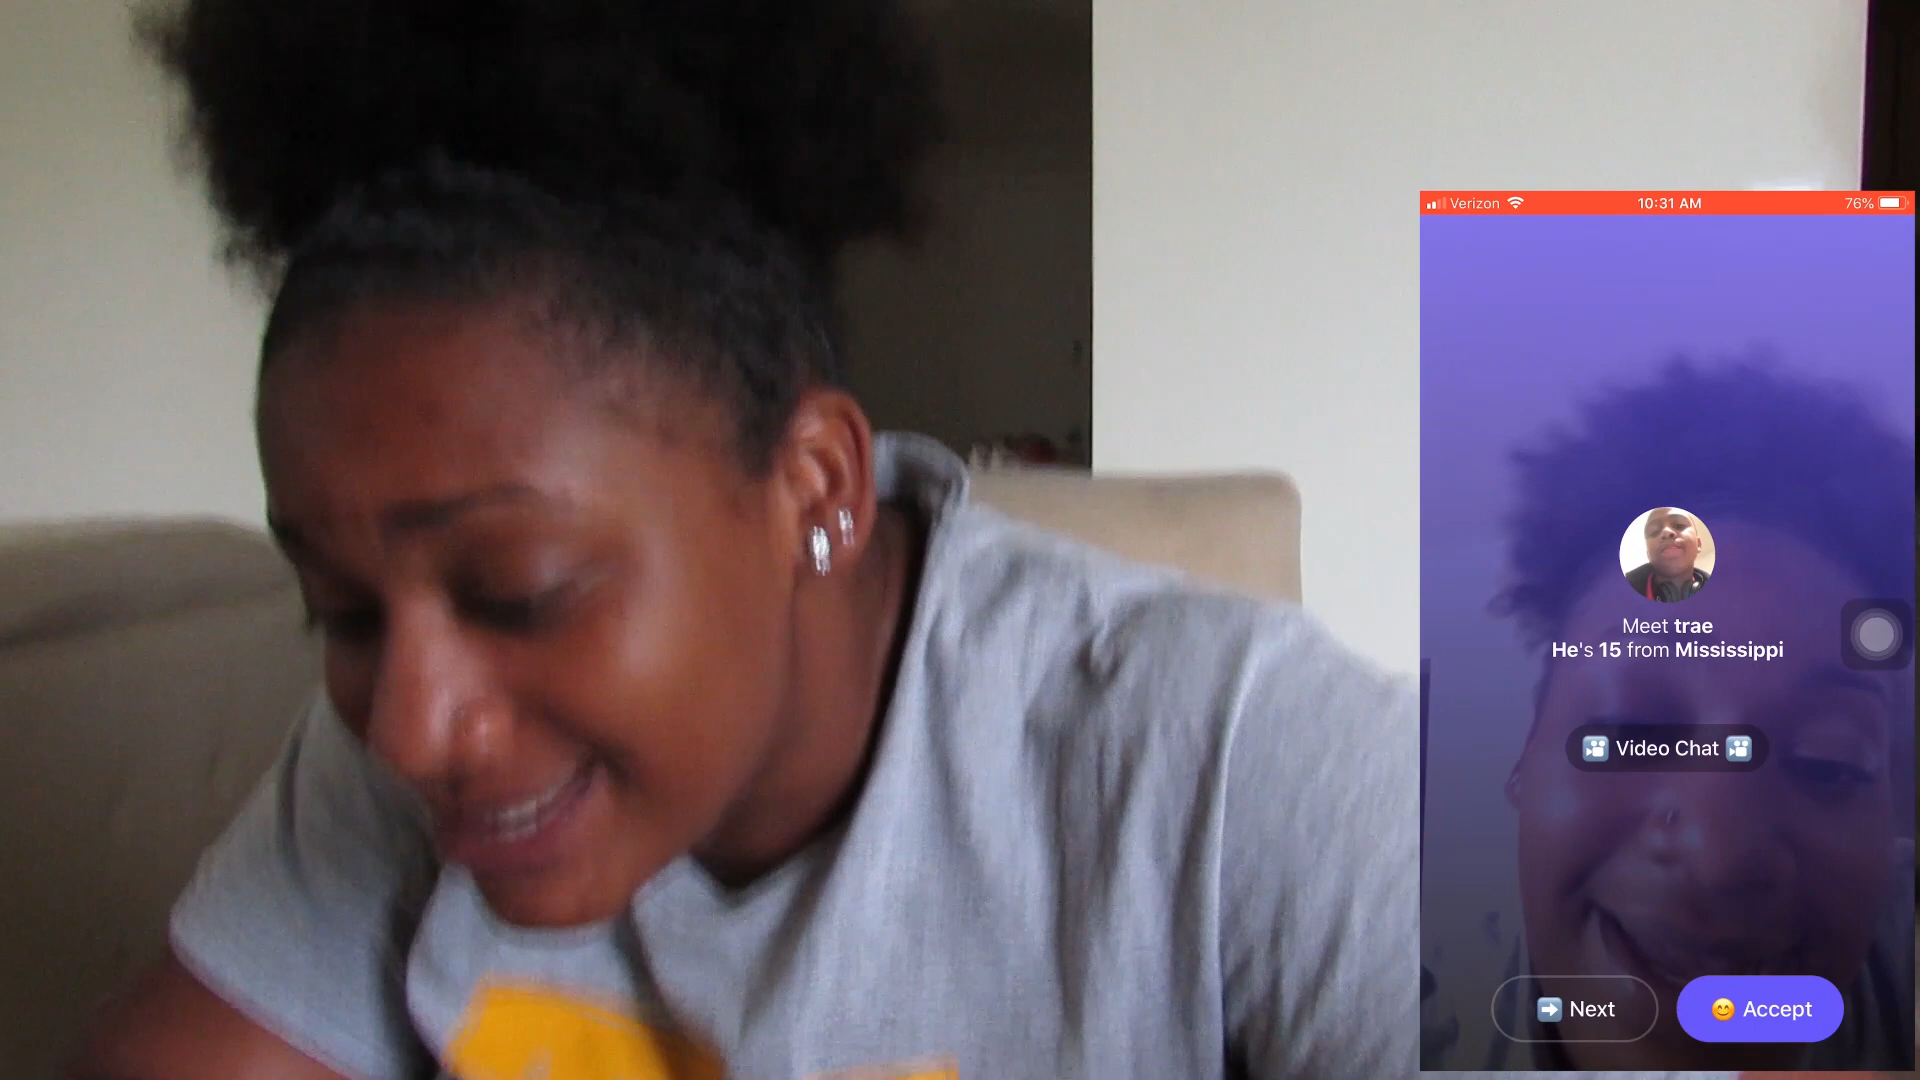 Verizon 10:31 AM 76%
Meet trae
He's 15 from Mississippi
Video Chat
Next Accept